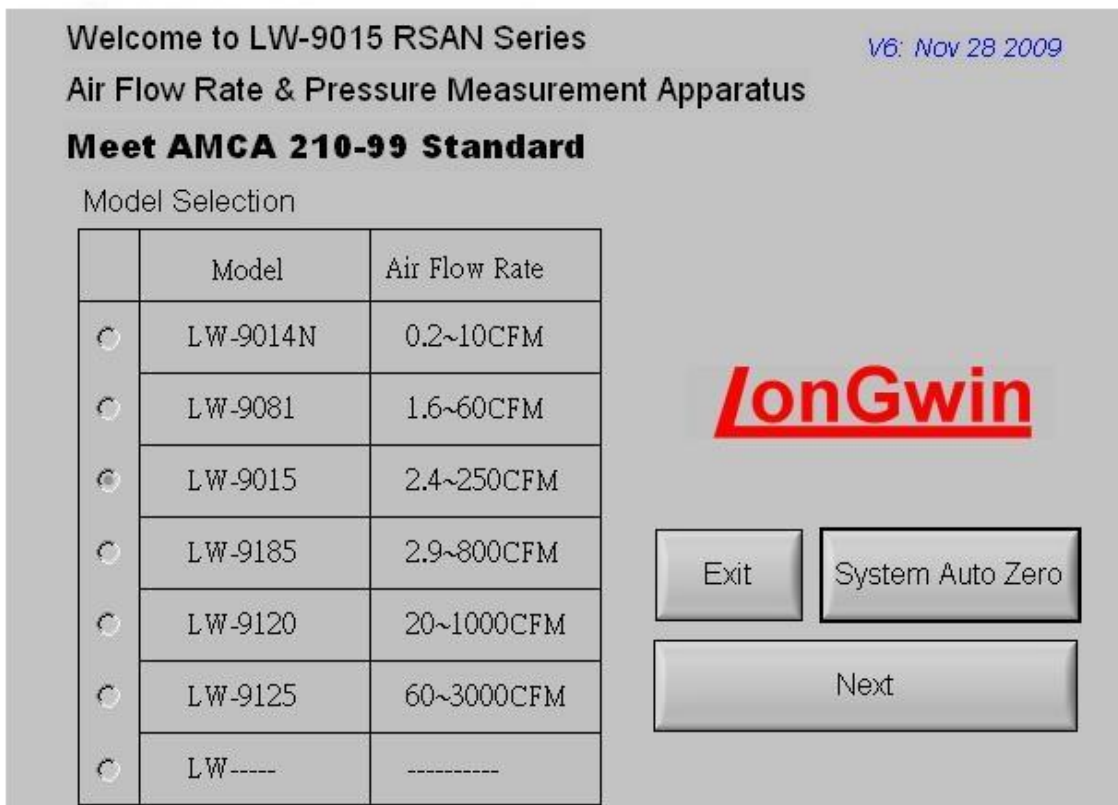 Welcome to LW-9015 RSAN Series
V6: Nov 28 2009
Air Flow Rate & Pressure Measurement Apparatus
Meet AMCA 210-99 Standard
Model Selection
Model Air Flow Rate
LW-9014N 0.2~10CFM
LW-9081 1.6~60CFM
LW-9015 2.4~250CFM
LW-9185 2.9~800CFM
LW-9120 20~1000CFM
LW-9125 60~3000CFM
LW----- ----------
LonGwin
Exit System Auto Zero
Next